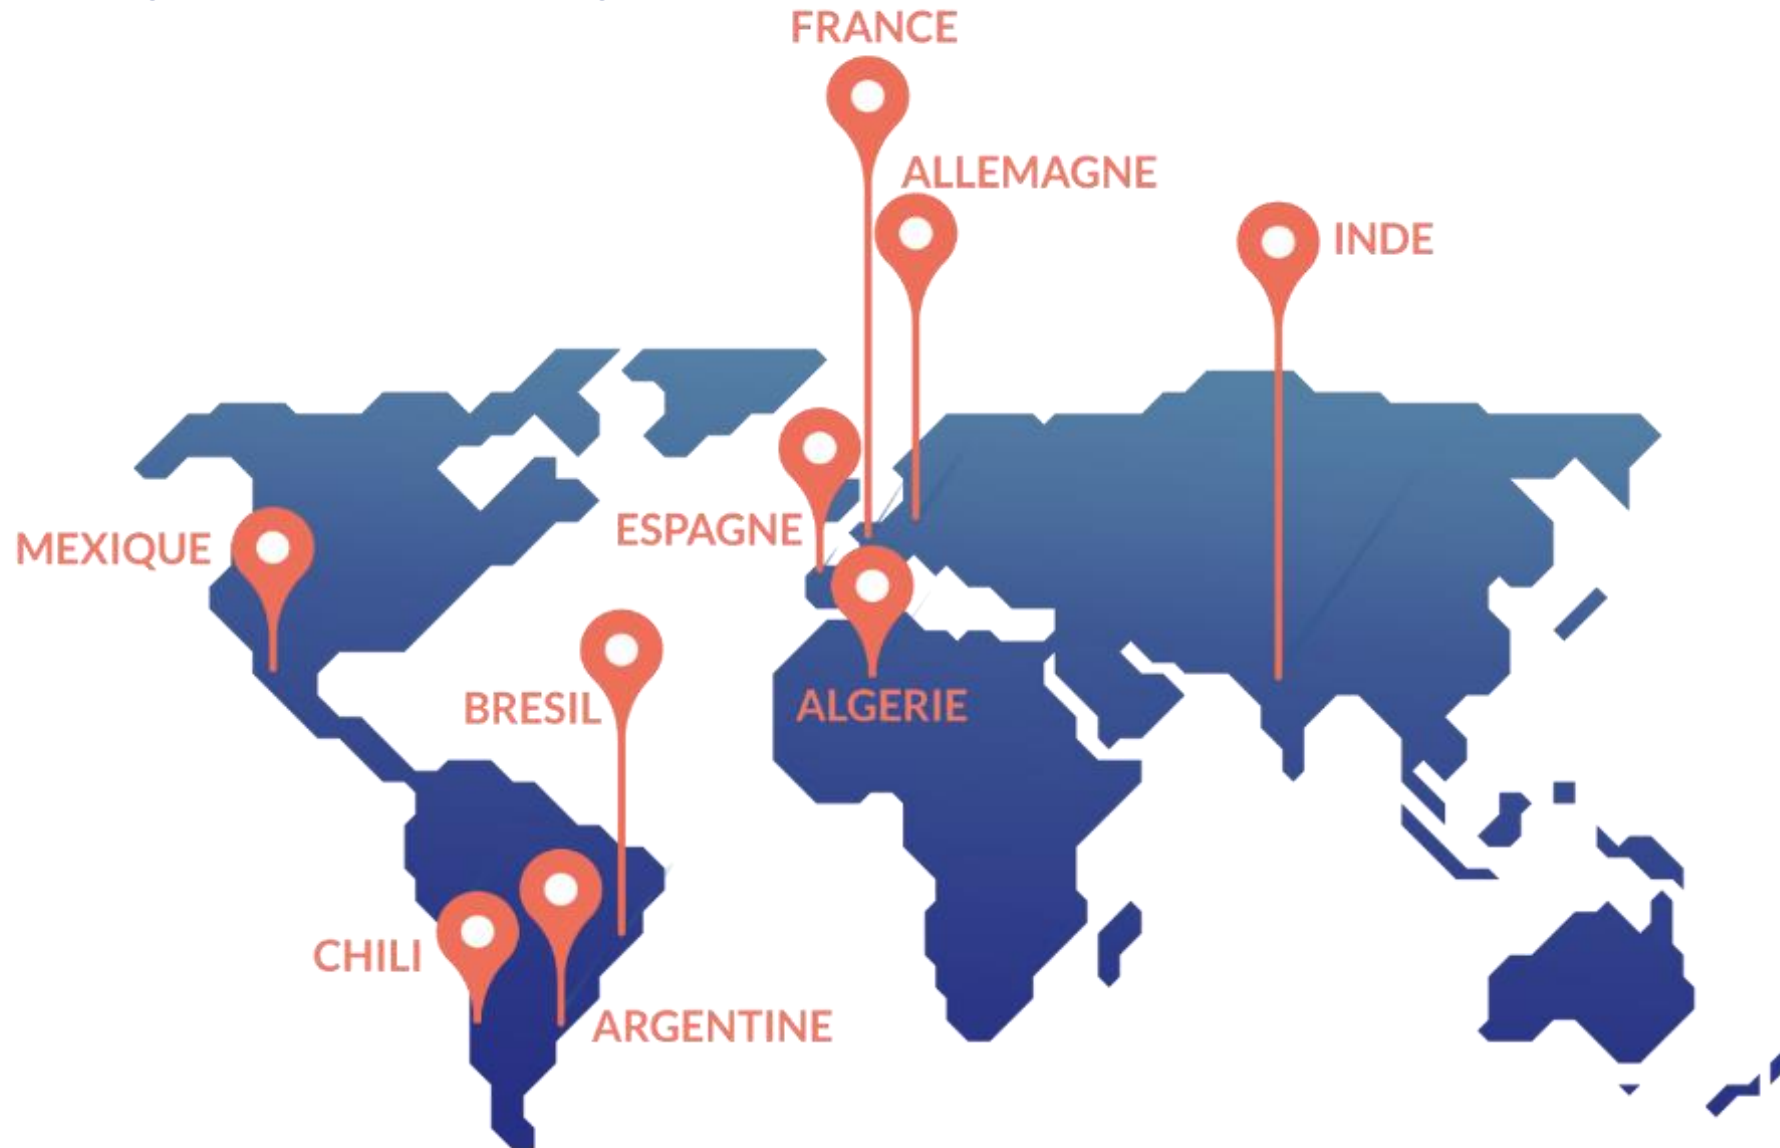 FRANCE
ALLEMAGNE
INDE
ESPAGNE
MEXIQUE
BRESIL
ALGERIE
CHILI
ARGENTINE